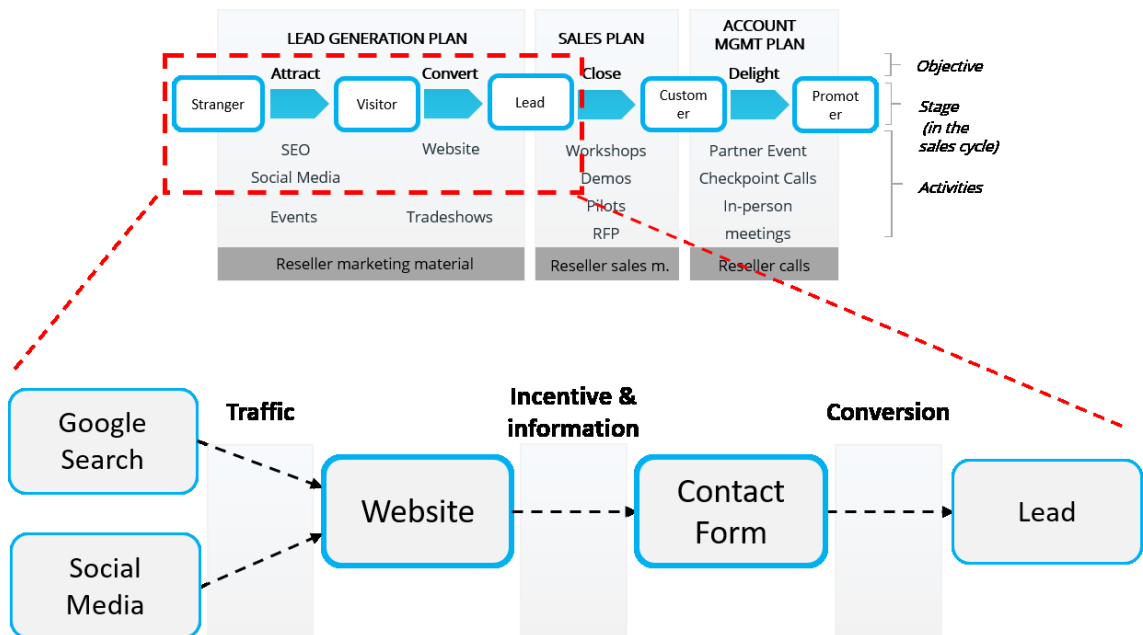 LEAD GENERATION PLAN
SALES PLAN
ACCOUNT
MGMT PLAN
Attract
Convert
Close
Delight
Objective
Stranger
Visitor
Lead
Custom
er
Promot
er
Stage
(in the
sales cycle)
SEO
Website
Workshops
Partner Event
Social Media
Demos
Checkpoint Calls
Activities
Events
Tradeshows
Pilots
In-person
RFP
meetings
Reseller marketing material
Reseller sales m.
Reseller calls
Google
Search
Traffic
Incentive &
information
Conversion
Website
Contact
Form
Lead
Social
Media